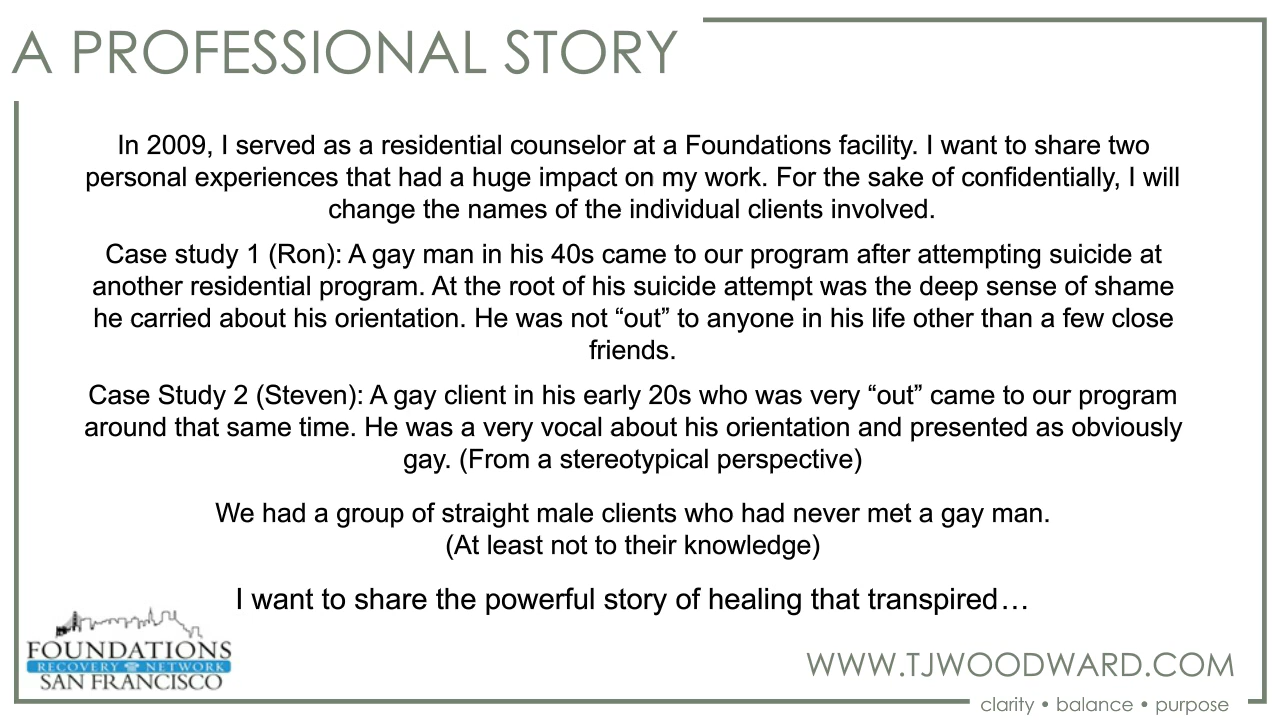 A PROFESSIONAL STORY
In 2009, I served as a residential counselor at a Foundations facility. I want to share two
personal experiences that had a huge impact on my work. For the sake of confidentially, I will
change the names of the individual clients involved.
Case study 1 (Ron): A gay man in his 40s came to our program after attempting suicide at
another residential program. At the root of his suicide attempt was the deep sense of shame
he carried about his orientation. He was not “out” to anyone in his life other than a few close
friends.
Case Study 2 (Steven): A gay client in his early 20s who was very “out” came to our program
around that same time. He was a very vocal about his orientation and presented as obviously
gay. (From a stereotypical perspective)
We had a group of straight male clients who had never met a gay man.
(At least not to their knowledge)
I want to share the powerful story of healing that transpired…
FOUNDATIONS
RECOVERY NETWORK
SAN FRANCISCO
WWW.TJWOODWARD.COM
clarity • balance • purpose